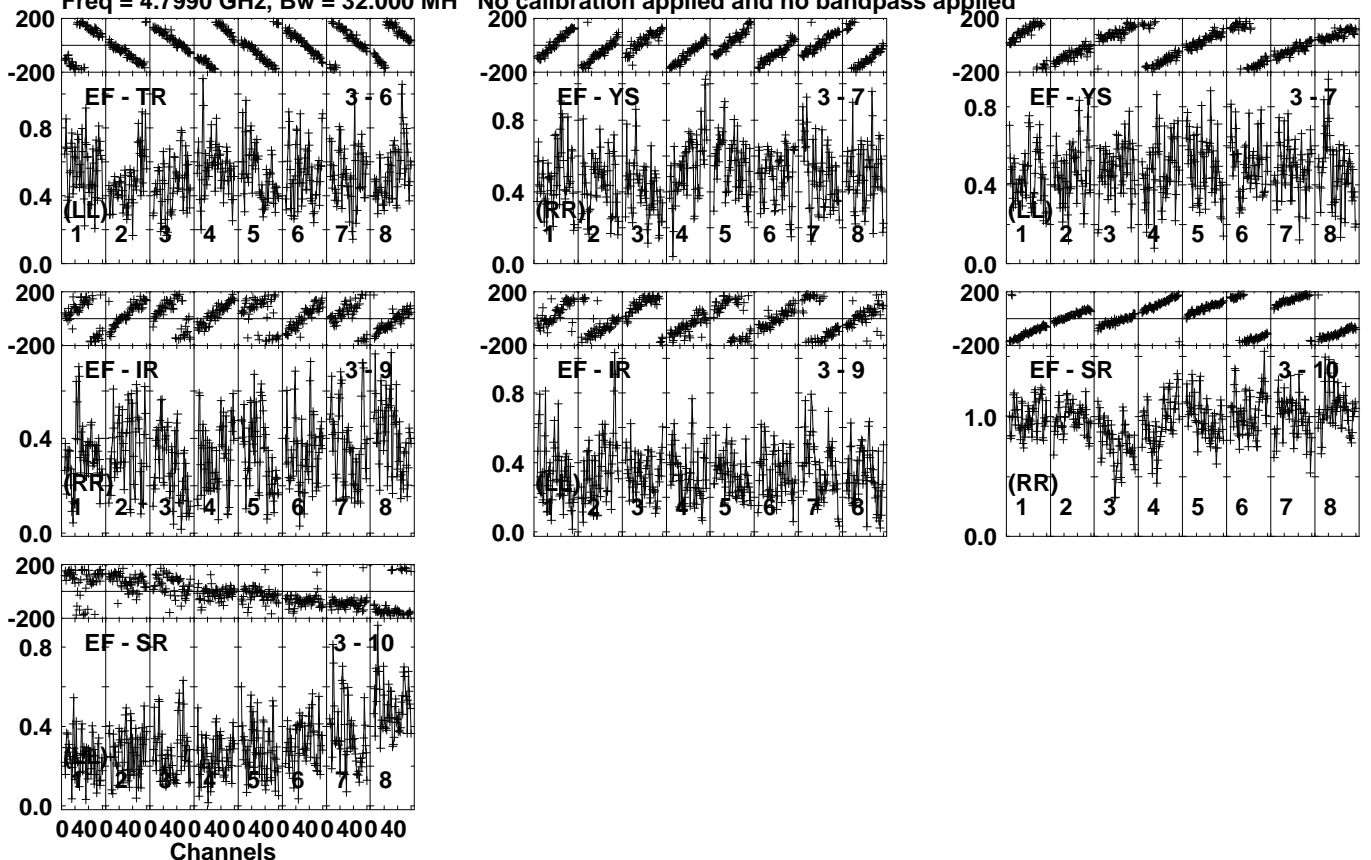 Freq = 4.7990 GHz, Bw = 32.000 MH No calibration applied and no bandpass applied
200
-200
EF - TR 3 - 6
0.8
0.4
(LL)
1 2 3 4 5 6 7 8
0.0
200
-200
EF - YS 3 - 7
0.8
0.4
(RR)
1 2 3 4 5 6 7 8
0.0
200
-200
EF - YS 3 - 7
0.8
0.4
(LL)
1 2 3 4 5 6 7 8
0.0
200
-200
EF - IR 3 - 9
0.4
(RR)
1 2 3 4 5 6 7 8
0.0
200
-200
EF - IR 3 - 9
0.8
0.4
(LL)
1 2 3 4 5 6 7 8
0.0
200
-200
EF - SR 3 - 10
1.0
(RR)
1 2 3 4 5 6 7 8
0.0
200
-200
EF - SR 3 - 10
0.8
0.4
(LL)
1 2 3 4 5 6 7 8
0.0
0 40 0 40 0 40 0 40 0 40 0 40 0 40 0 40
Channels